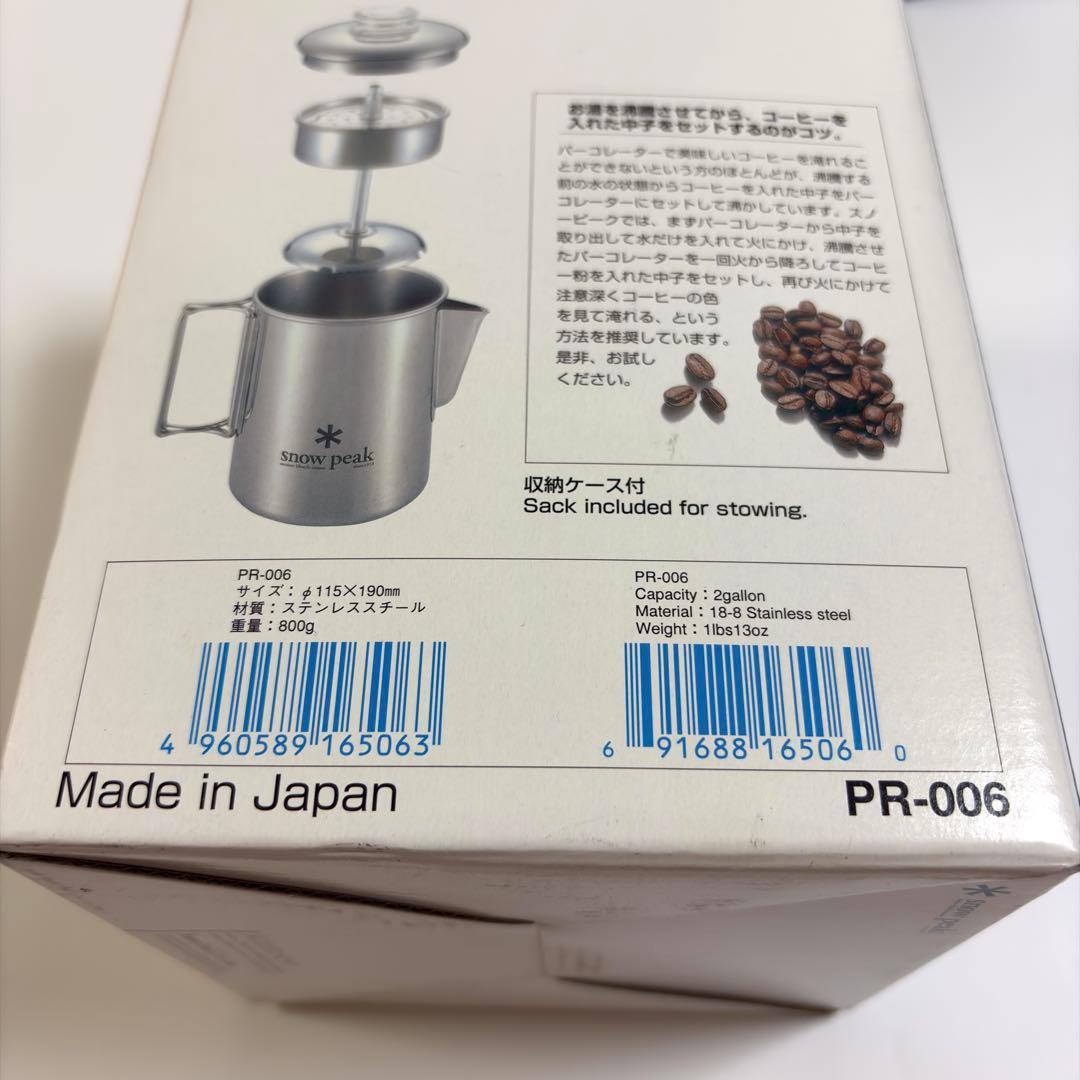 お湯を沸騰させてから、コーヒーを
入れた中子をセットするのがコツ。
パーコレーターで美味しいコーヒーを淹れるこ
とができないという方のほとんどが、沸騰する
前の水の状態からコーヒーを入れた中子をパー
コレーターにセットして沸かしています。スノ
ーピークでは、まずパーコレーターから中子を
取り出して水だけを入れて火にかけ、沸騰させ
たパーコレーターを一回火から降ろしてコーヒ
ー粉を入れた中子をセットし、再び火にかけて
注意深くコーヒーの色
を見て淹れる、という
方法を推奨しています。
是非、お試し
ください。
snow peak
収納ケース付
Sack included for stowing.
PR-006
サイズ：φ115×190㎜
材質：ステンレススチール
重量：800g
4 960589 165063
PR-006
Capacity：2gallon
Material：18-8 Stainless steel
Weight：1lbs13oz
6 91688 16506 0
Made in Japan
PR-006
snow peak